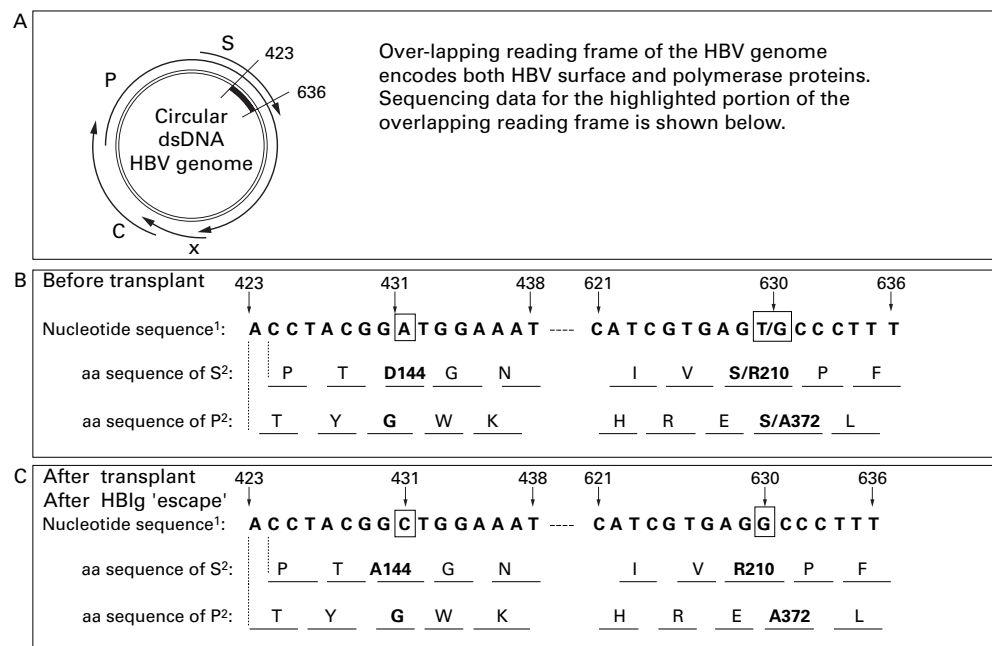 A
S
423
P
636
Circular
dsDNA
HBV genome
C
x
Over-lapping reading frame of the HBV genome
encodes both HBV surface and polymerase proteins.
Sequencing data for the highlighted portion of the
overlapping reading frame is shown below.
B Before transplant
423 431 438 621 630 636
Nucleotide sequence¹: A C C T A C G G A T G G A A A T ---- C A T C G T G A G T/G C C C T T T
aa sequence of S²: P T D144 G N I V S/R210 P F
aa sequence of P²: T Y G W K H R E S/A372 L
C After transplant
423 431 438 621 630 636
After HBIg 'escape'
Nucleotide sequence¹: A C C T A C G G C T G G A A A T ---- C A T C G T G A G G C C C T T T
aa sequence of S²: P T A144 G N I V R210 P F
aa sequence of P²: T Y G W K H R E A372 L